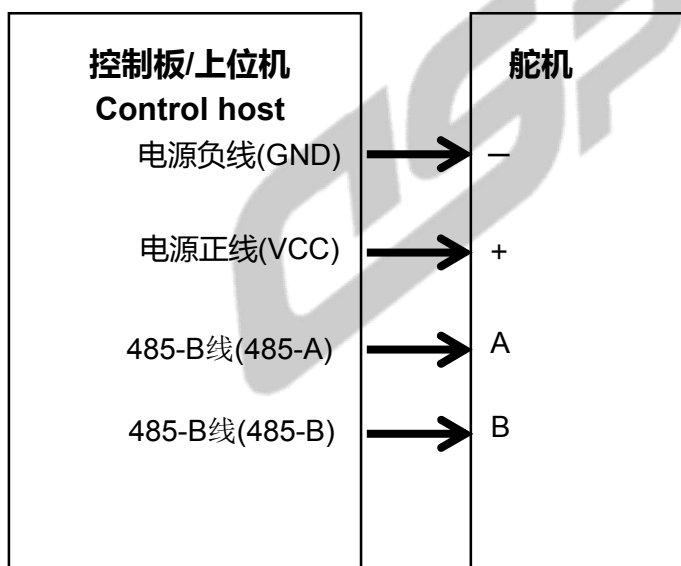 控制板/上位机
Control host
舵机
电源负线(GND)
—
电源正线(VCC)
+
485-B线(485-A)
A
485-B线(485-B)
B